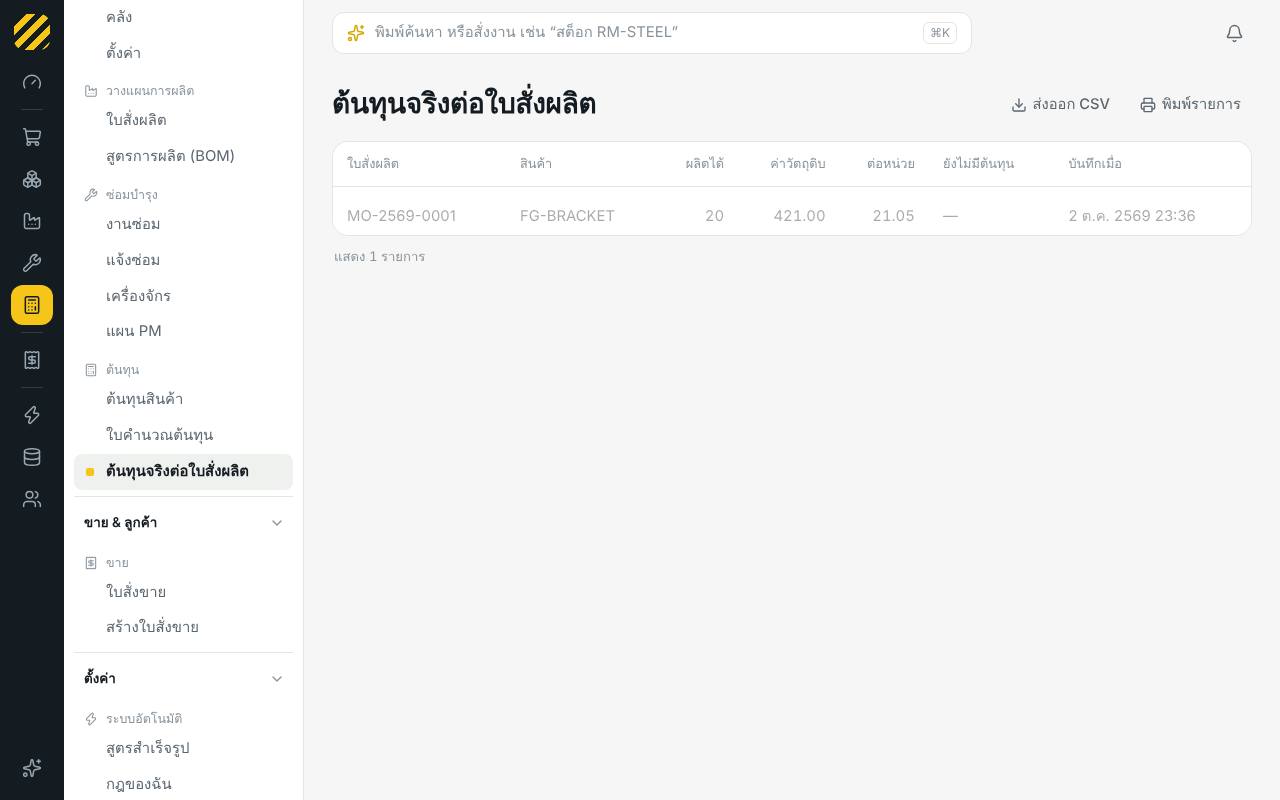 คลัง
ตั้งค่า
วางแผนการผลิต
ใบสั่งผลิต
สูตรการผลิต (BOM)
ซ่อมบำรุง
งานซ่อม
แจ้งซ่อม
เครื่องจักร
แผน PM
ต้นทุน
ต้นทุนสินค้า
ใบคำนวณต้นทุน
ต้นทุนจริงต่อใบสั่งผลิต
ขาย & ลูกค้า
ขาย
ใบสั่งขาย
สร้างใบสั่งขาย
ตั้งค่า
ระบบอัตโนมัติ
สูตรสำเร็จรูป
กฎของฉัน
พิมพ์ค้นหา หรือสั่งงาน เช่น “สต็อก RM-STEEL” ⌘K
ต้นทุนจริงต่อใบสั่งผลิต
ส่งออก CSV พิมพ์รายการ
ใบสั่งผลิต สินค้า ผลิตได้ ค่าวัตถุดิบ ต่อหน่วย ยังไม่มีต้นทุน บันทึกเมื่อ
MO-2569-0001 FG-BRACKET 20 421.00 21.05 — 2 ต.ค. 2569 23:36
แสดง 1 รายการ